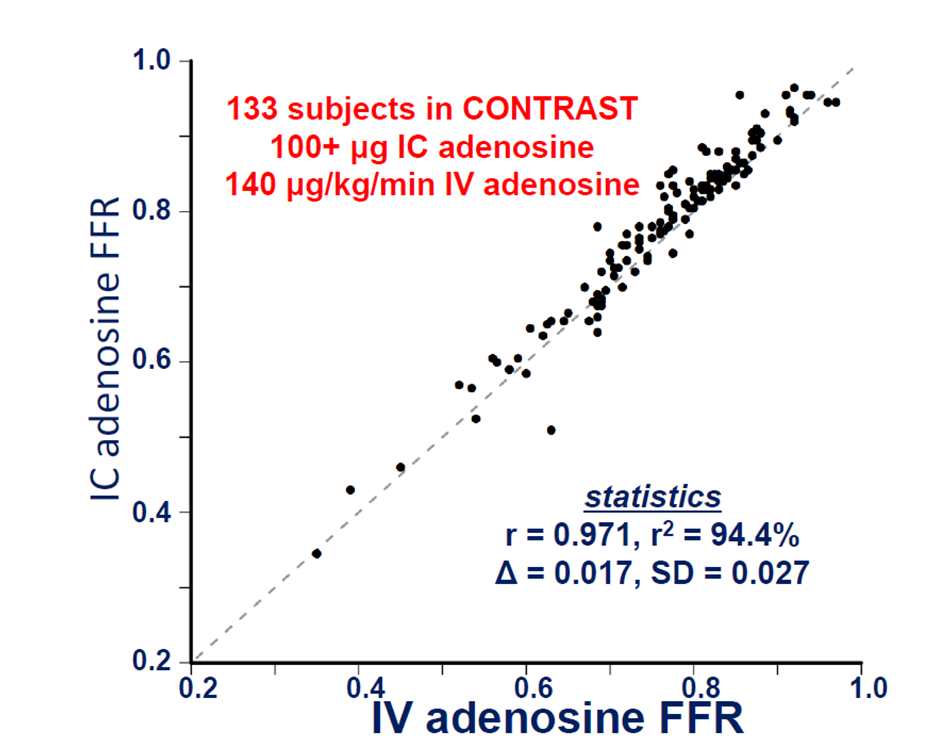 1.0
133 subjects in CONTRAST
100+ µg IC adenosine
140 µg/kg/min IV adenosine
0.8
IC adenosine FFR
0.6
statistics
0.4
r = 0.971, r² = 94.4%
Δ = 0.017, SD = 0.027
0.2
0.2 0.4 0.6 0.8 1.0
IV adenosine FFR